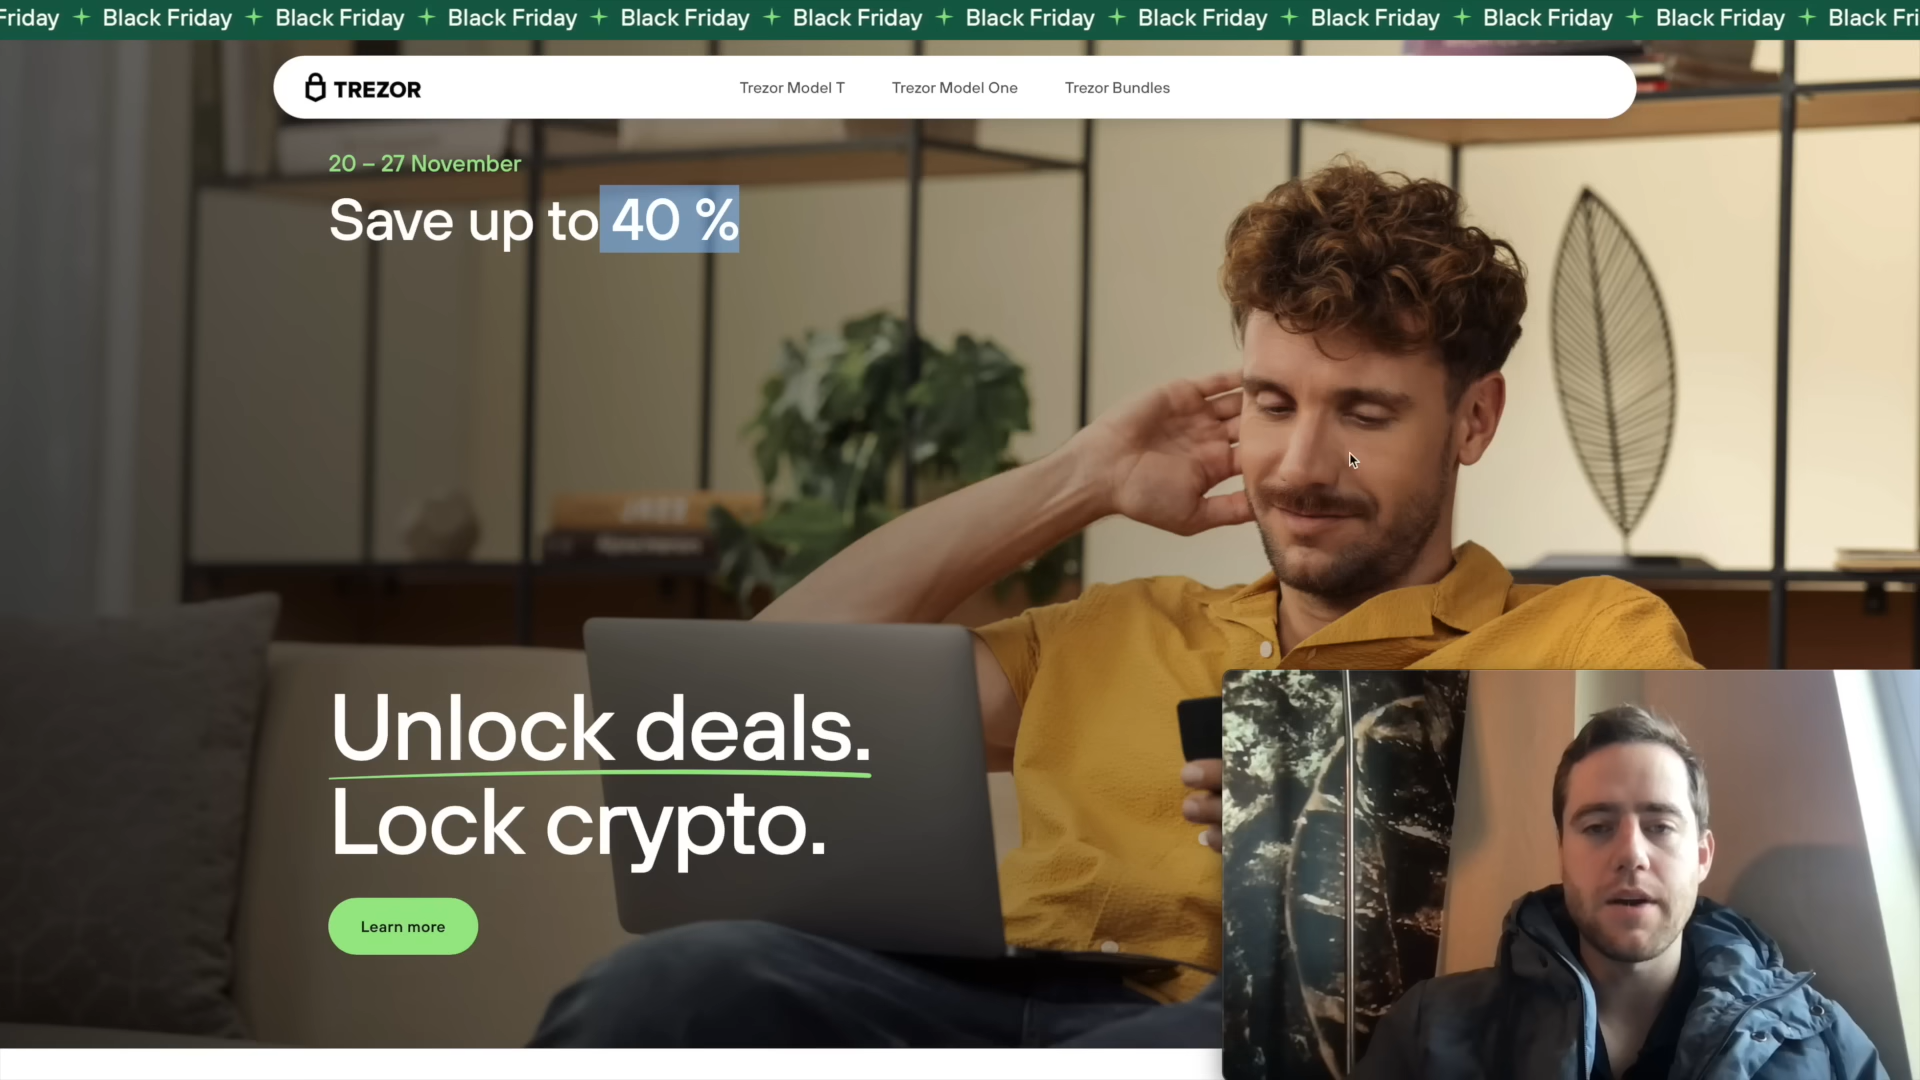 Friday + Black Friday + Black Friday + Black Friday + Black Friday + Black Friday + Black Friday + Black Friday + Black Friday + Black Friday + Black Friday + Black Fri
TREZOR
Trezor Model T
Trezor Model One
Trezor Bundles
20 – 27 November
Save up to 40 %
JAZZ
Unlock deals.
Lock crypto.
Learn more